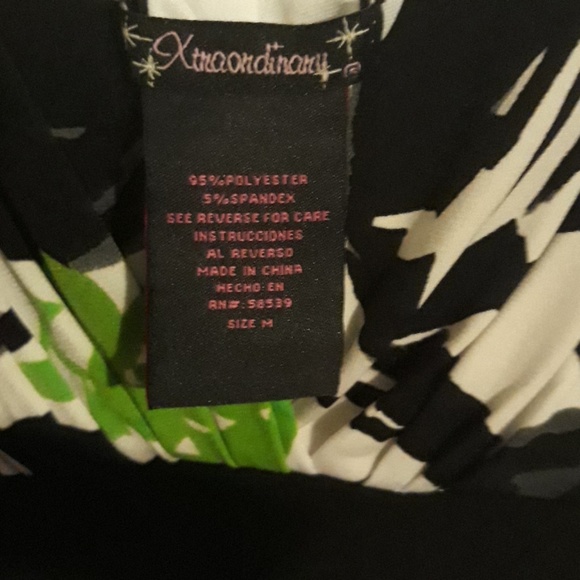 Xtraordinary
95%POLYESTER
5%SPANDEX
SEE REVERSE FOR CARE
INSTRUCCIONES
AL REVERSO
MADE IN CHINA
HECHO EN
RN#:58539
SIZE M